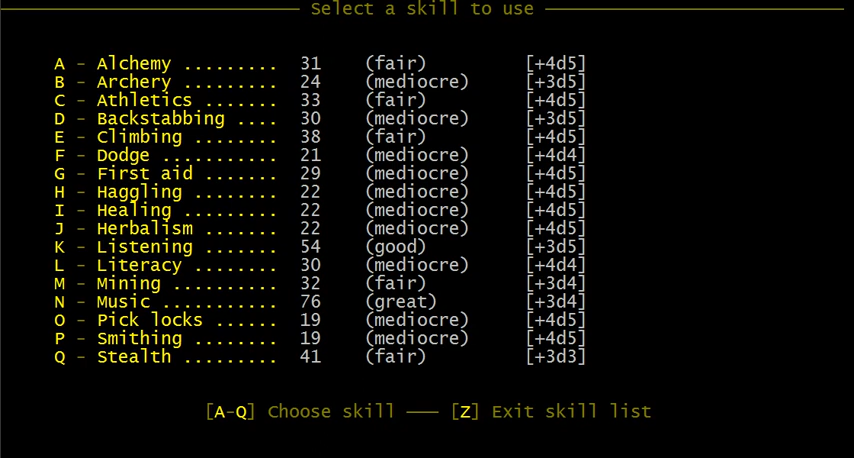 Select a skill to use
A - Alchemy ......... 31 (fair) [+4d5]
B - Archery ......... 24 (mediocre) [+3d5]
C - Athletics ........ 33 (fair) [+4d5]
D - Backstabbing .... 30 (mediocre) [+3d5]
E - Climbing ......... 38 (fair) [+4d5]
F - Dodge ........... 21 (mediocre) [+4d4]
G - First aid ........ 29 (mediocre) [+4d5]
H - Haggling ........ 22 (mediocre) [+4d5]
I - Healing ......... 22 (mediocre) [+4d5]
J - Herbalism ....... 22 (mediocre) [+4d5]
K - Listening ........ 54 (good) [+3d5]
L - Literacy ......... 30 (mediocre) [+4d4]
M - Mining .......... 32 (fair) [+3d4]
N - Music ........... 76 (great) [+3d4]
O - Pick locks ...... 19 (mediocre) [+4d5]
P - Smithing ........ 19 (mediocre) [+4d5]
Q - Stealth ......... 41 (fair) [+3d3]
[A-Q] Choose skill —— [Z] Exit skill list